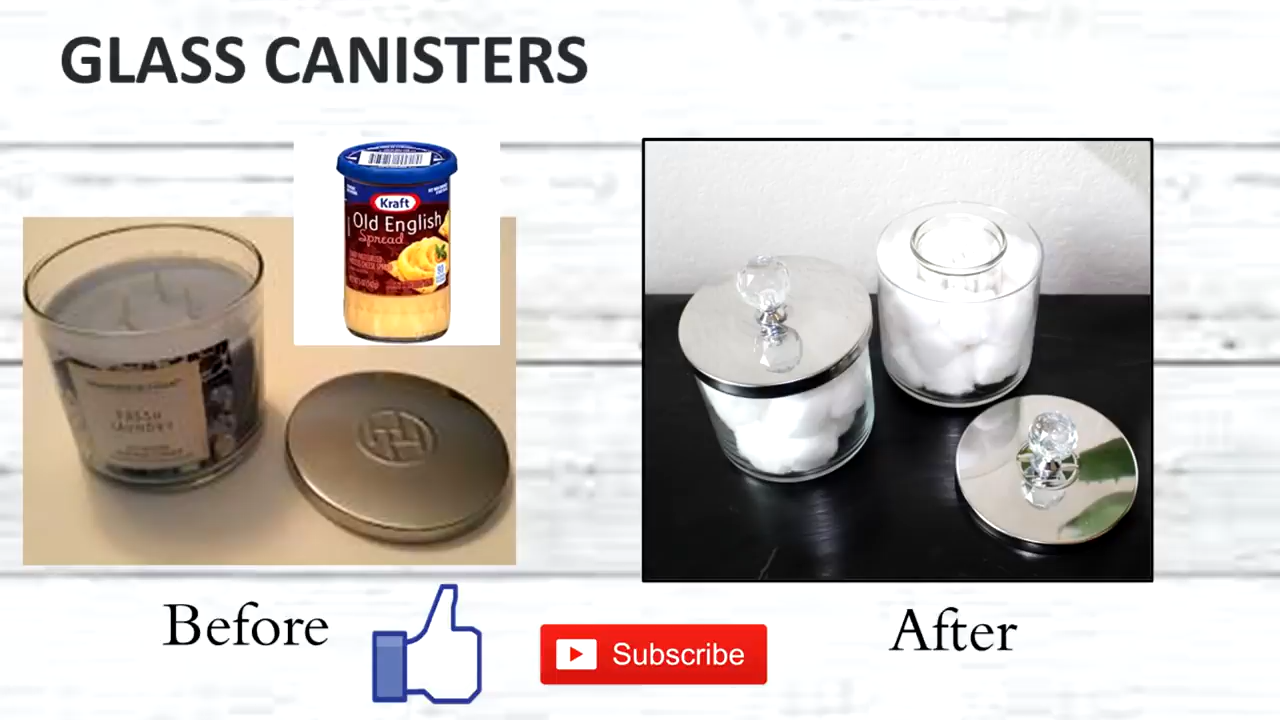 GLASS CANISTERS
Kraft
Old English
Spread
FRESH
LAUNDRY
Before
Subscribe
After